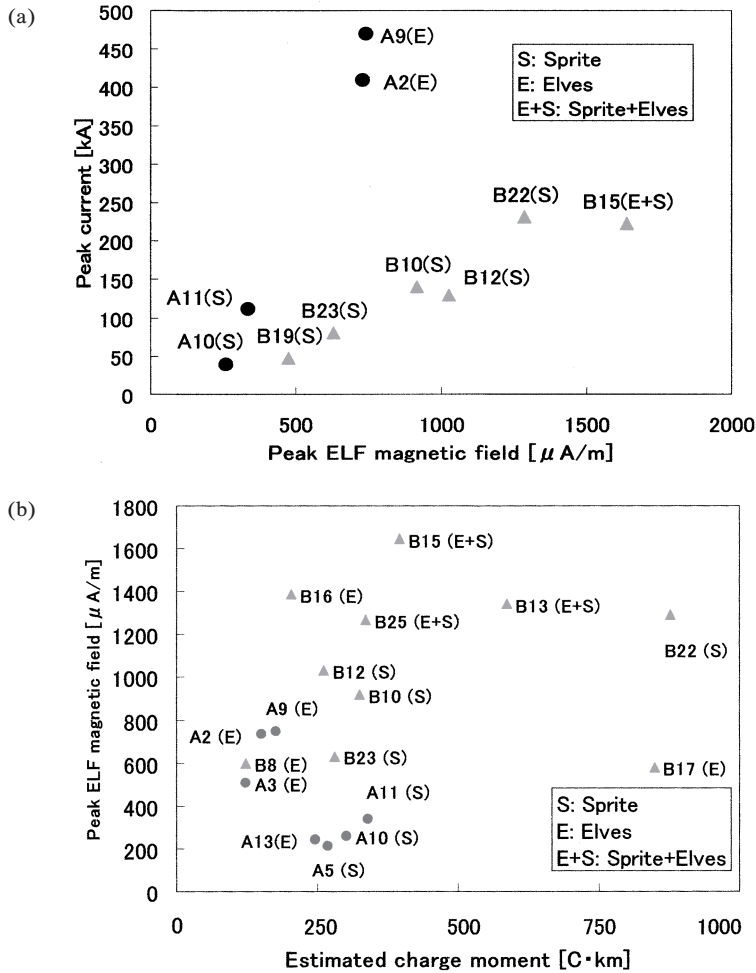 (a)
500
450
400
350
300
250
200
150
100
50
0
Peak current [kA]
A9(E)
A2(E)
S: Sprite
E: Elves
E+S: Sprite+Elves
B22(S)
B15(E+S)
B10(S)
B12(S)
A11(S)
B23(S)
A10(S)
B19(S)
0 500 1000 1500 2000
Peak ELF magnetic field [μA/m]
(b)
1800
1600
1400
1200
1000
800
600
400
200
0
Peak ELF magnetic field [μA/m]
B15 (E+S)
B16 (E)
B13 (E+S)
B25 (E+S)
B22 (S)
B12 (S)
B10 (S)
A9 (E)
A2 (E)
B8 (E)
B23 (S)
B17 (E)
A3 (E)
A11 (S)
A13(E)
A10 (S)
A5 (S)
S: Sprite
E: Elves
E+S: Sprite+Elves
0 250 500 750 1000
Estimated charge moment [C・km]